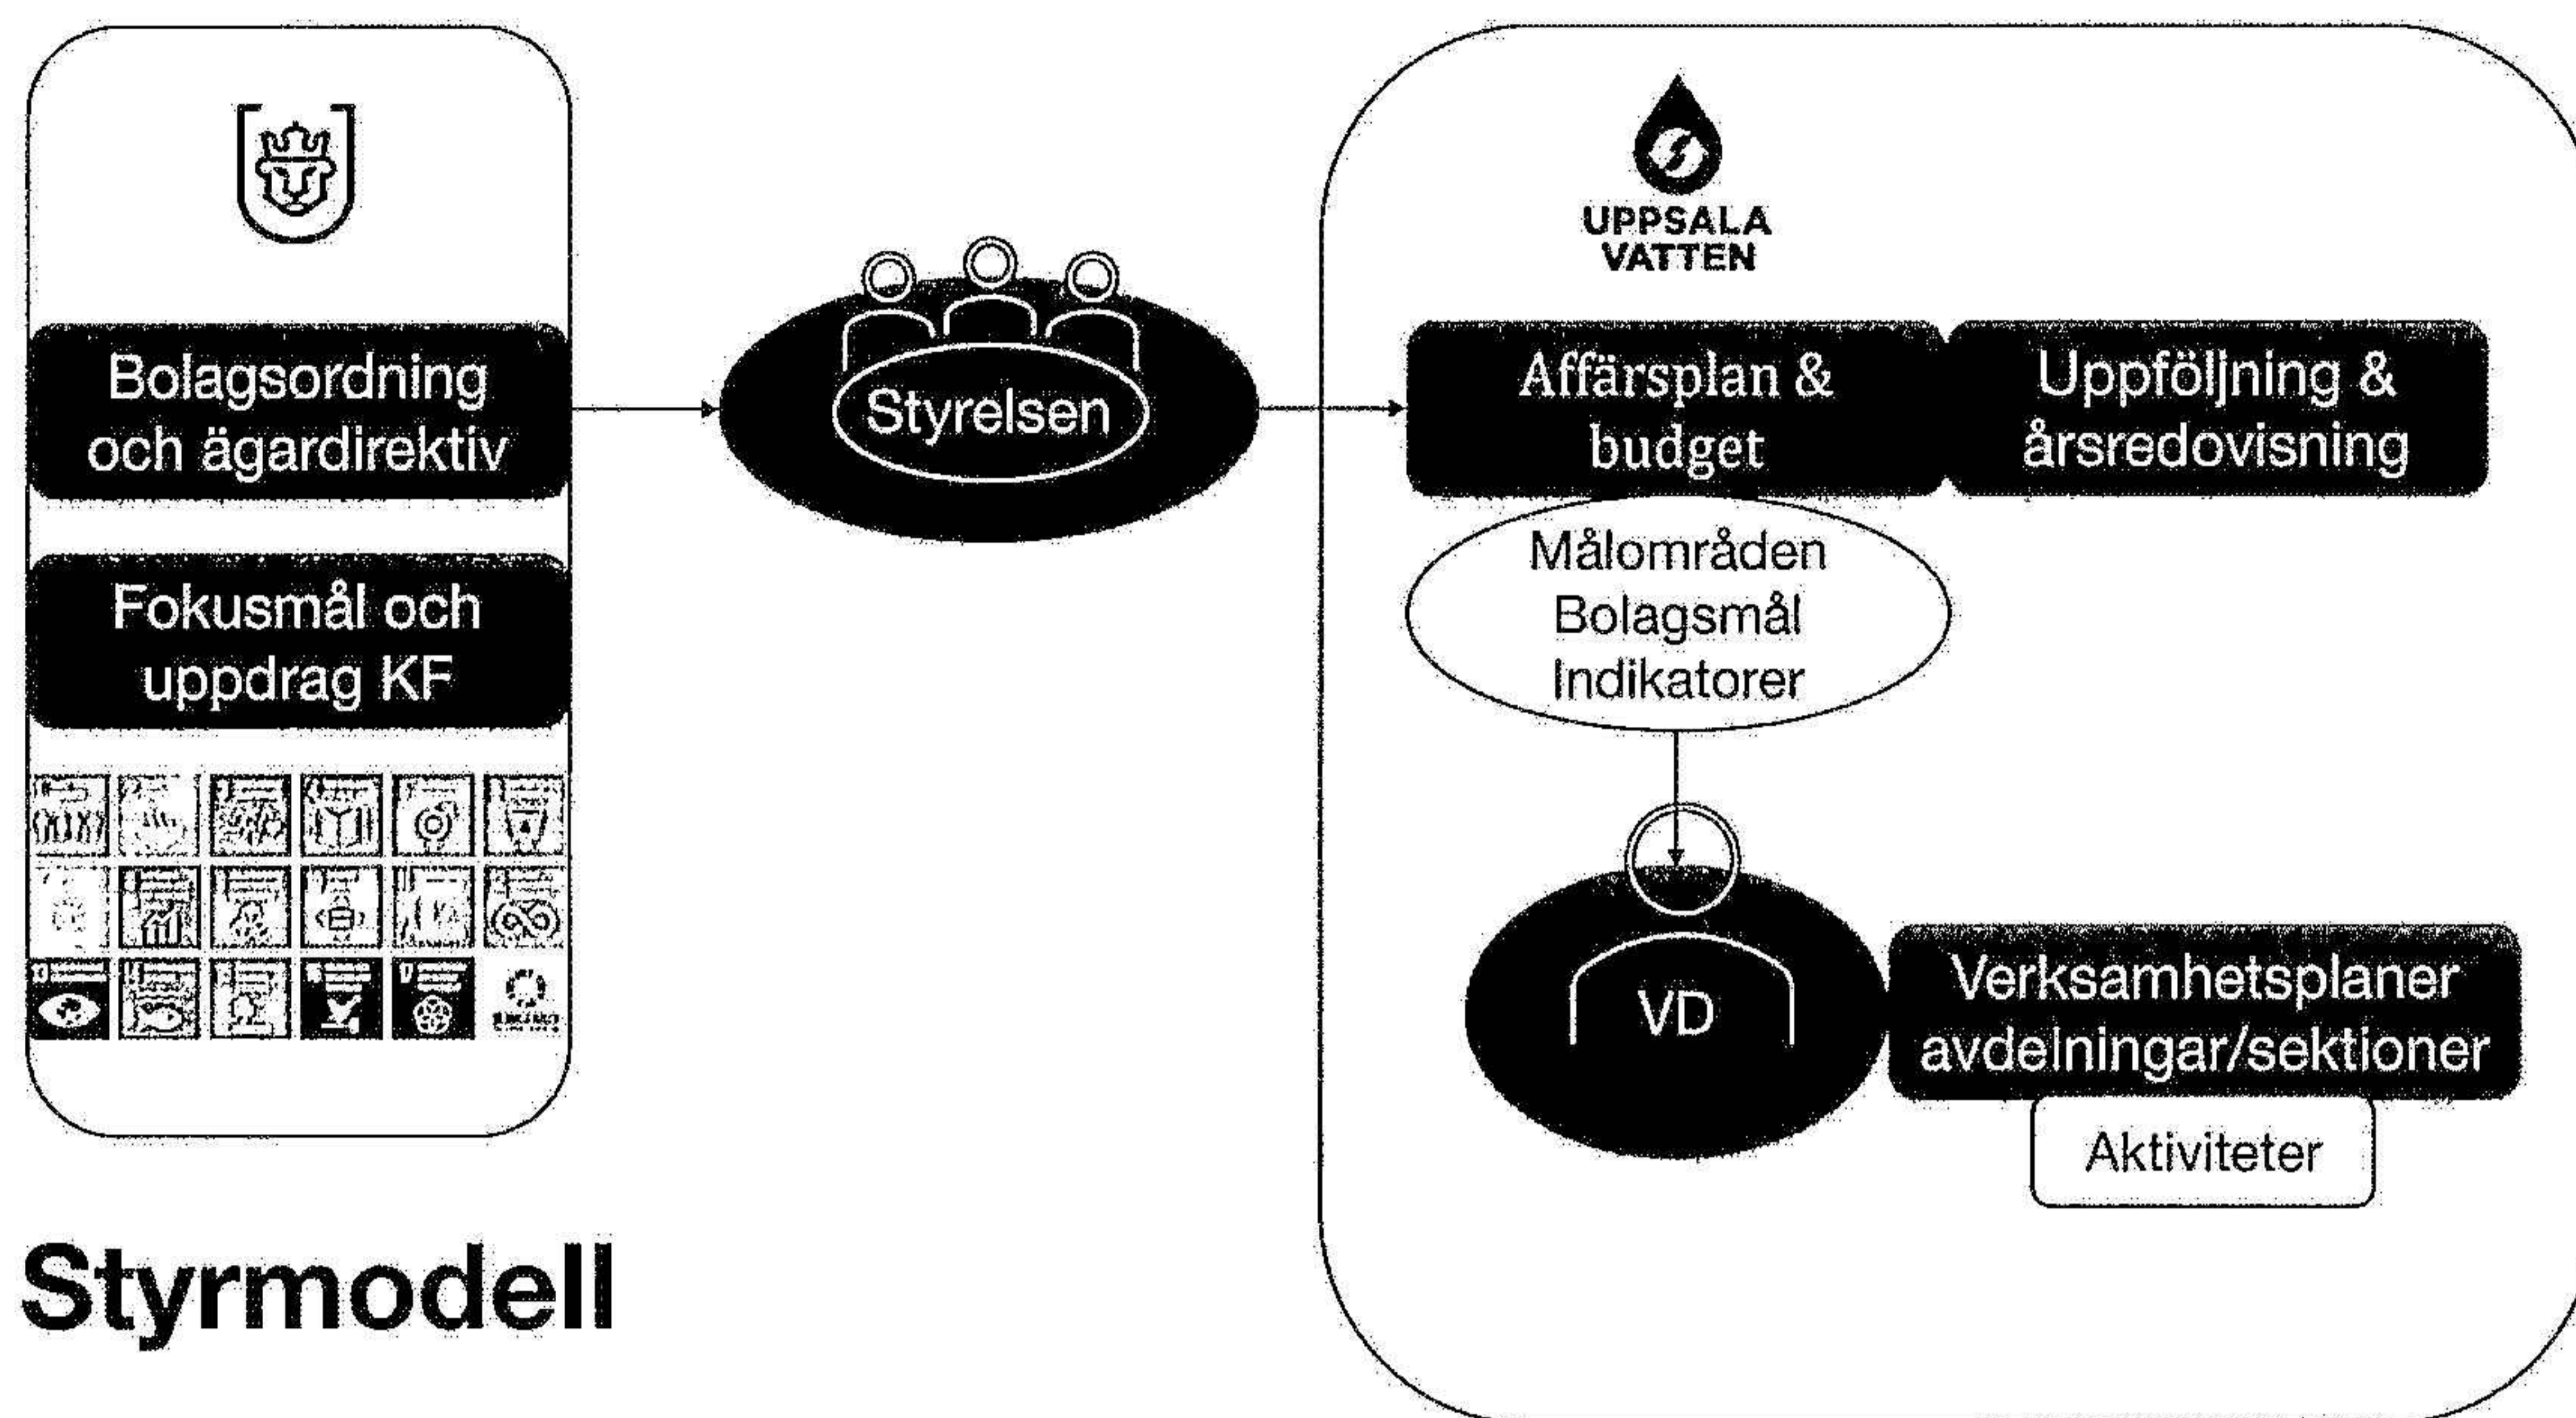 Bolagsordning
och ägardirektiv
Fokusmål och
uppdrag KF
Styrmodell
Styrelsen
UPPSALA
VATTEN
Affärsplan &
budget
Uppföljning &
årsredovisning
Målområden
Bolagsmål
Indikatorer
VD
Verksamhetsplaner
avdelningar/sektioner
Aktiviteter